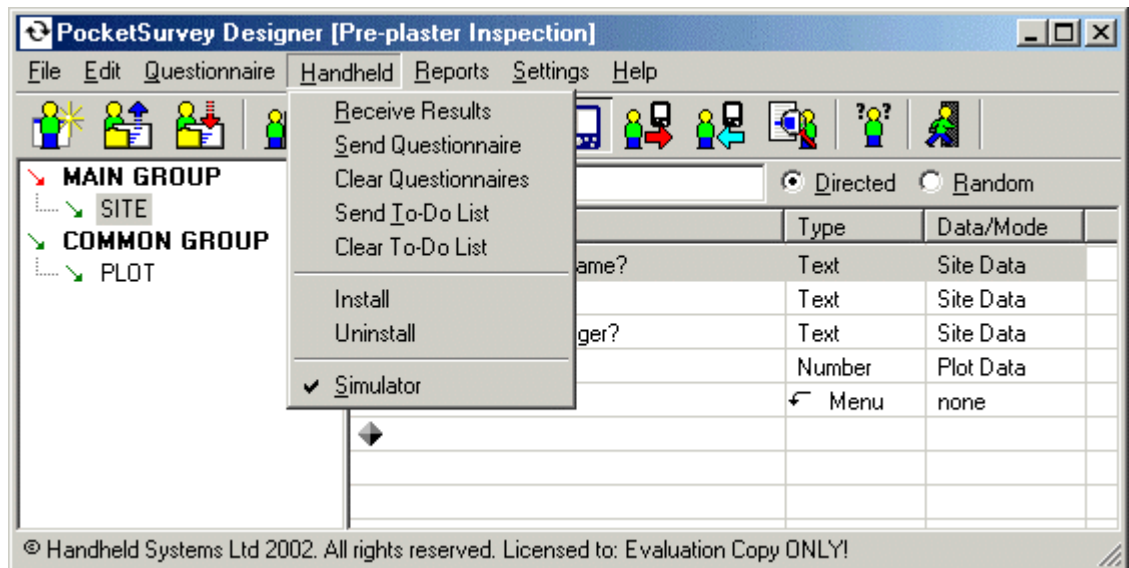 PocketSurvey Designer [Pre-plaster Inspection]
File Edit Questionnaire Handheld Reports Settings Help
Receive Results
Send Questionnaire
Clear Questionnaires
Send To-Do List
Clear To-Do List
Install
Uninstall
Simulator
MAIN GROUP
SITE
COMMON GROUP
PLOT
Directed Random
Type Data/Mode
ame? Text Site Data
Text Site Data
ger? Text Site Data
Number Plot Data
Menu none
© Handheld Systems Ltd 2002. All rights reserved. Licensed to: Evaluation Copy ONLY!